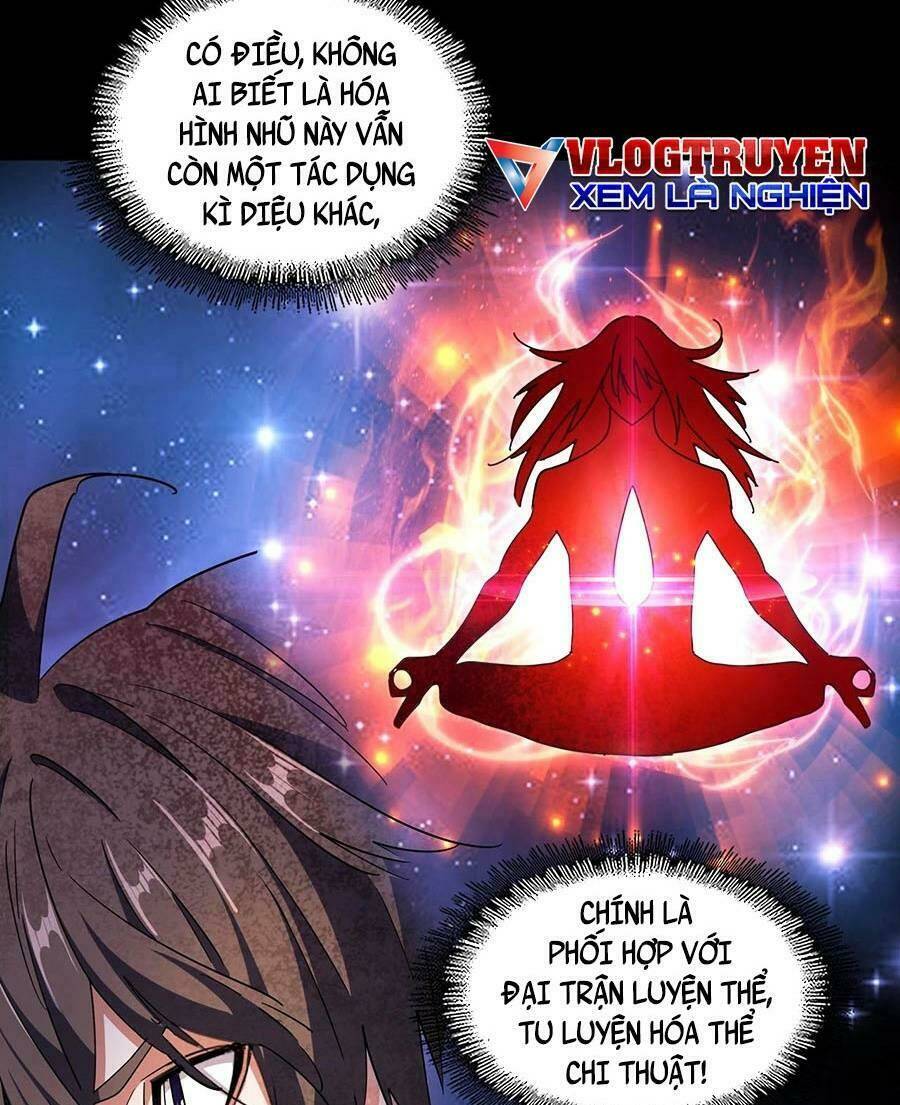 CÓ ĐIỀU, KHÔNG
AI BIẾT LÀ HÓA
HÌNH NHŨ NÀY VẪN
CÒN MỘT TÁC DỤNG
KÌ DIỆU KHÁC,
VLOGTRUYEN
XEM LÀ NGHIỆN
CHÍNH LÀ
PHỐI HỢP VỚI
ĐẠI TRẬN LUYỆN THỂ,
TU LUYỆN HÓA THỂ
CHI THUẬT!